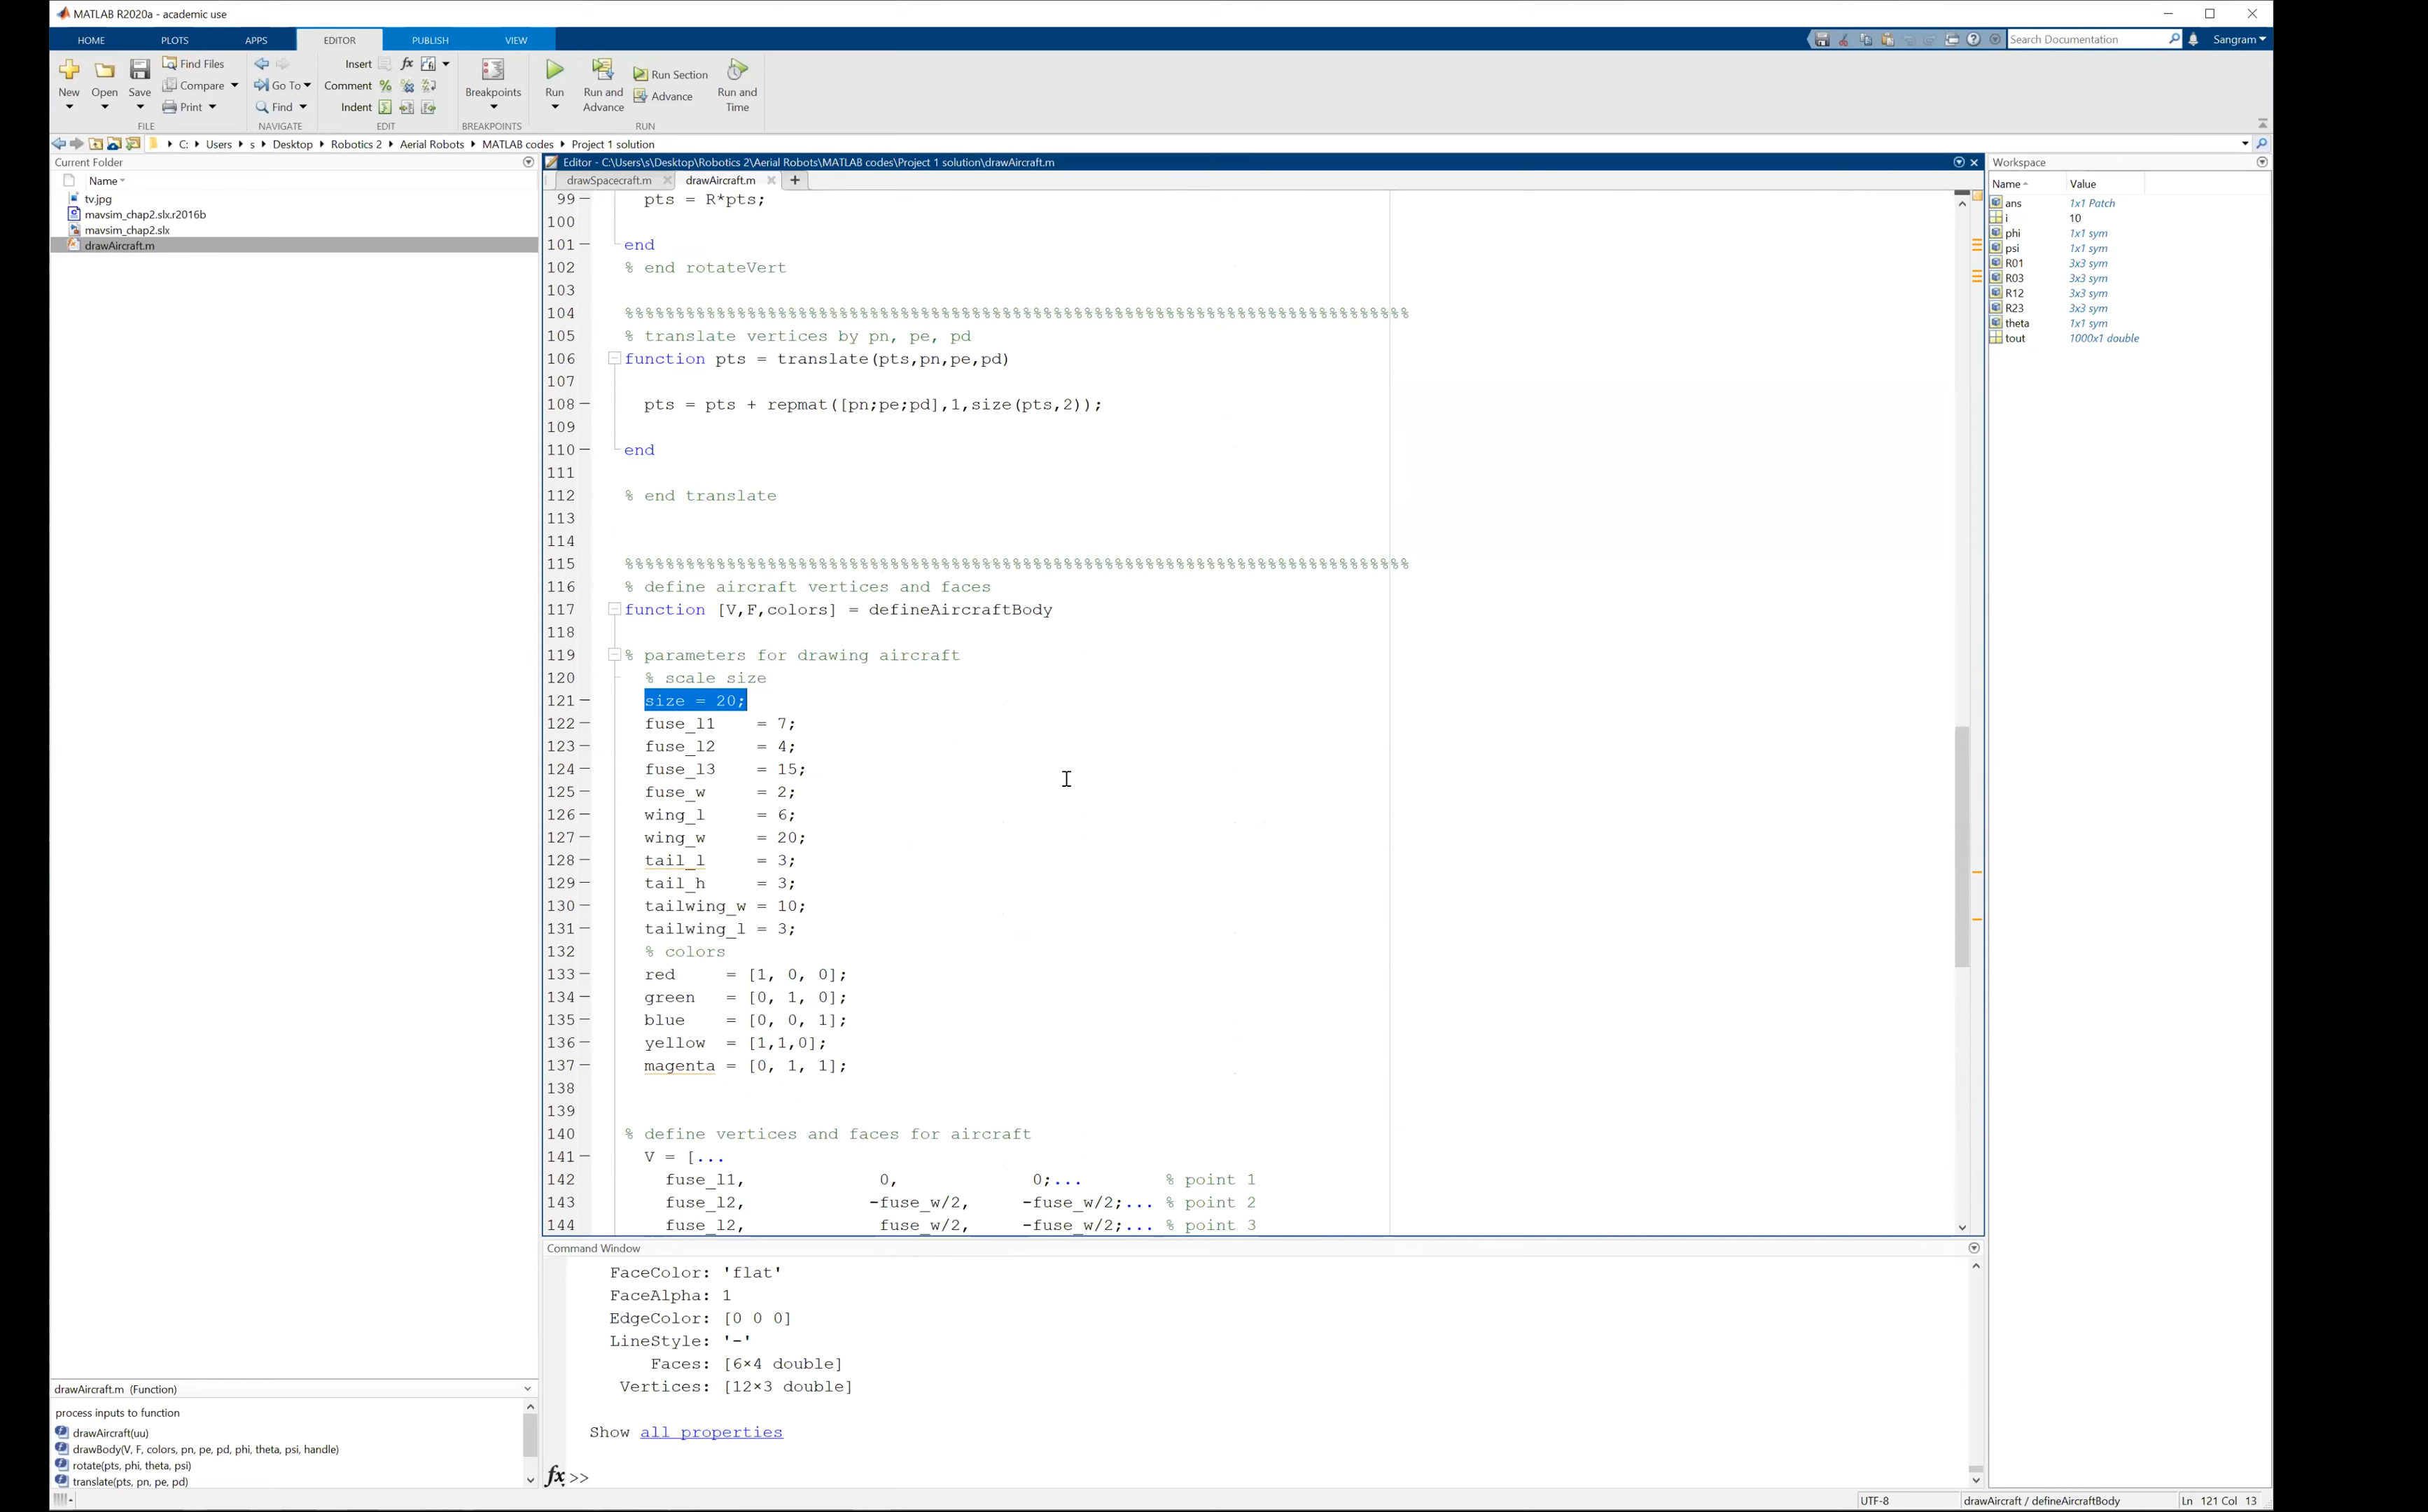 MATLAB R2020a - academic use
HOME PLOTS APPS EDITOR PUBLISH VIEW
Search Documentation
Sangram
New Open Save Find Files Compare Print
Go To Find
Insert fx Comment Indent
Breakpoints
Run Run and Advance Run Section Advance Run and Time
FILE NAVIGATE EDIT BREAKPOINTS RUN
C: Users s Desktop Robotics 2 Aerial Robots MATLAB codes Project 1 solution
Current Folder
Name
tv.jpg
mavsim_chap2.slx.r2016b
mavsim_chap2.slx
drawAircraft.m
Editor - C:\Users\s\Desktop\Robotics 2\Aerial Robots\MATLAB codes\Project 1 solution\drawAircraft.m
drawSpacecraft.m drawAircraft.m
99 pts = R*pts;
100
101 end
102 % end rotateVert
103
104 %%%%%%%%%%%%%%%%%%%%%%%%%%%%%%%%%%%%%%%%%%%%%%%%%%%%%%%%%%%%%%%%%%%%%%%%%%%%%%%
105 % translate vertices by pn, pe, pd
106 function pts = translate(pts,pn,pe,pd)
107
108 pts = pts + repmat([pn;pe;pd],1,size(pts,2));
109
110 end
111
112 % end translate
113
114
115 %%%%%%%%%%%%%%%%%%%%%%%%%%%%%%%%%%%%%%%%%%%%%%%%%%%%%%%%%%%%%%%%%%%%%%%%%%%%%%%
116 % define aircraft vertices and faces
117 function [V,F,colors] = defineAircraftBody
118
119 % parameters for drawing aircraft
120 % scale size
121 size = 20;
122 fuse_l1 = 7;
123 fuse_l2 = 4;
124 fuse_l3 = 15;
125 fuse_w = 2;
126 wing_l = 6;
127 wing_w = 20;
128 tail_l = 3;
129 tail_h = 3;
130 tailwing_w = 10;
131 tailwing_l = 3;
132 % colors
133 red = [1, 0, 0];
134 green = [0, 1, 0];
135 blue = [0, 0, 1];
136 yellow = [1,1,0];
137 magenta = [0, 1, 1];
138
139
140 % define vertices and faces for aircraft
141 V = [...
142 fuse_l1, 0, 0;... % point 1
143 fuse_l2, -fuse_w/2, -fuse_w/2;... % point 2
144 fuse_l2, fuse_w/2, -fuse_w/2;... % point 3
Command Window
FaceColor: 'flat'
FaceAlpha: 1
EdgeColor: [0 0 0]
LineStyle: '-'
Faces: [6×4 double]
Vertices: [12×3 double]
Show all properties
fx >>
Workspace
Name Value
ans 1x1 Patch
i 10
phi 1x1 sym
psi 1x1 sym
R01 3x3 sym
R03 3x3 sym
R12 3x3 sym
R23 3x3 sym
theta 1x1 sym
tout 1000x1 double
drawAircraft.m (Function)
process inputs to function
drawAircraft(uu)
drawBody(V, F, colors, pn, pe, pd, phi, theta, psi, handle)
rotate(pts, phi, theta, psi)
translate(pts, pn, pe, pd)
UTF-8 drawAircraft / defineAircraftBody Ln 121 Col 13